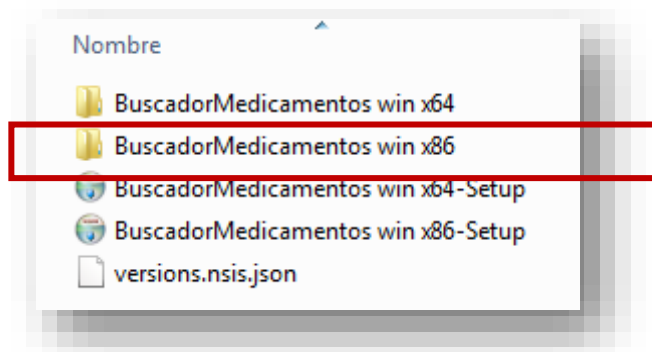 Nombre
BuscadorMedicamentos win x64
BuscadorMedicamentos win x86
BuscadorMedicamentos win x64-Setup
BuscadorMedicamentos win x86-Setup
versions.nsis.json